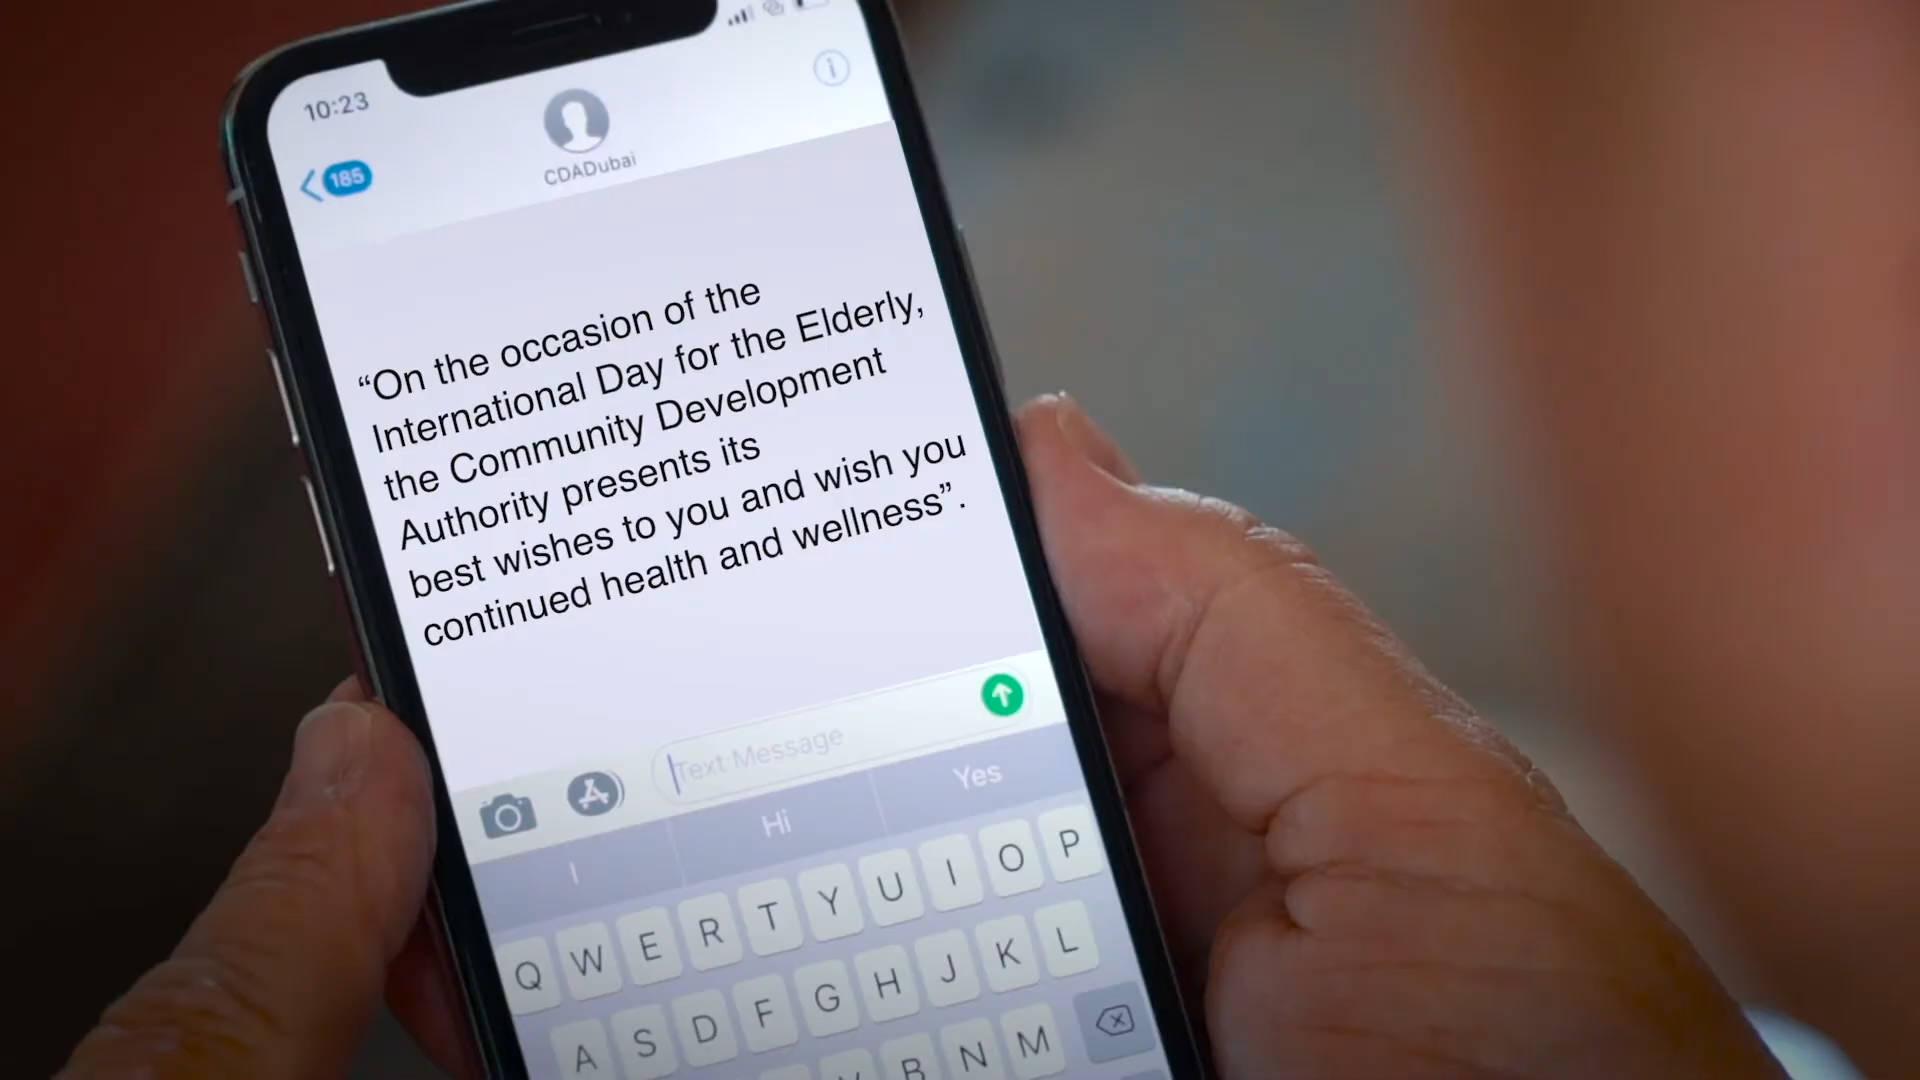 10:23
185
CDADubai
“On the occasion of the
International Day for the Elderly,
the Community Development
Authority presents its
best wishes to you and wish you
continued health and wellness”.
Text Message
I
Hi
Yes
Q W E R T Y U I O P
A S D F G H J K L
B N M